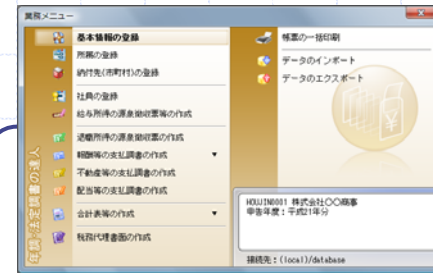 業務メニュー
基本情報の登録
所轄の登録
納付先(市町村)の登録
社員の登録
給与所得の源泉徴収票等の作成
退職所得の源泉徴収票の作成
報酬等の支払調書の作成
不動産等の支払調書の作成
配当等の支払調書の作成
合計表等の作成
税務代理書面の作成
帳票の一括印刷
データのインポート
データのエクスポート
年調・法定調書の達人
HOUJIN0001 株式会社○○商事
申告年度:平成21年分
接続先:(local)/database